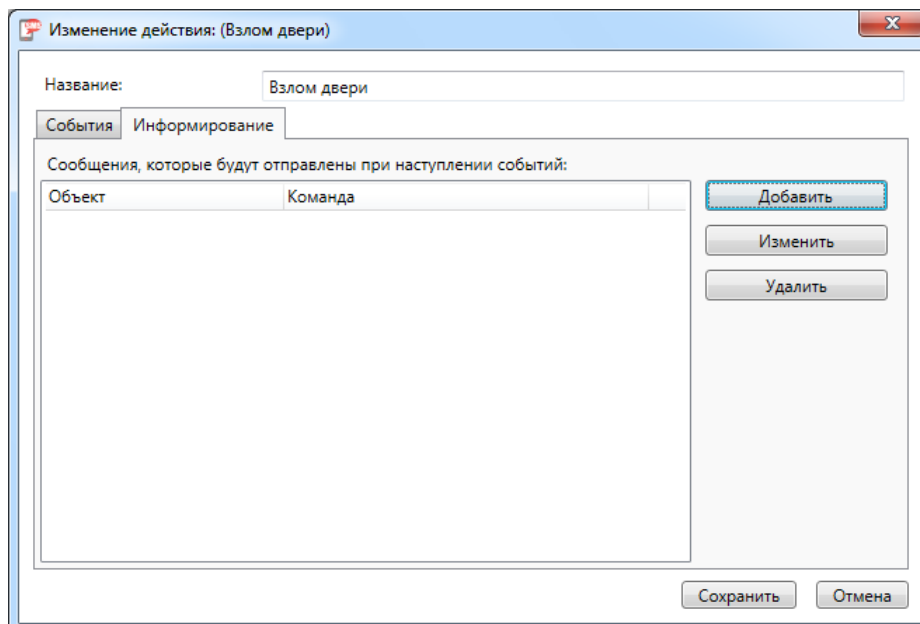 Изменение действия: (Взлом двери)
Название: Взлом двери
События Информирование
Сообщения, которые будут отправлены при наступлении событий:
Объект Команда
Добавить
Изменить
Удалить
Сохранить Отмена